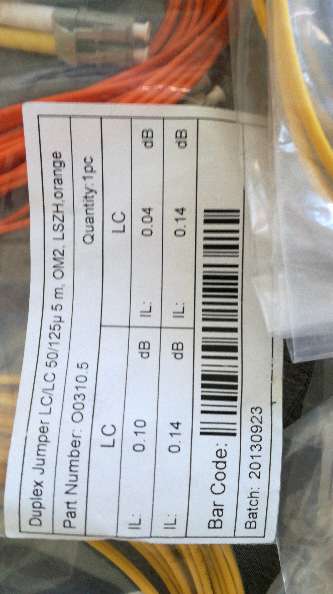 Duplex Jumper LC/LC 50/125µ 5 m, OM2, LSZH,orange
Part Number: O0310.5 Quantity:1pc
LC LC
IL: 0.10 dB IL: 0.04 dB
IL: 0.14 dB IL: 0.14 dB
Bar Code:
Batch: 20130923